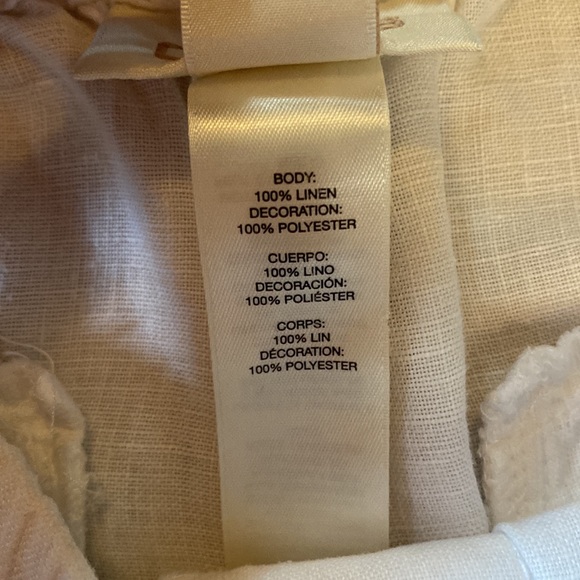 BODY:
100% LINEN
DECORATION:
100% POLYESTER
CUERPO:
100% LINO
DECORACIÓN:
100% POLIÉSTER
CORPS:
100% LIN
DÉCORATION:
100% POLYESTER